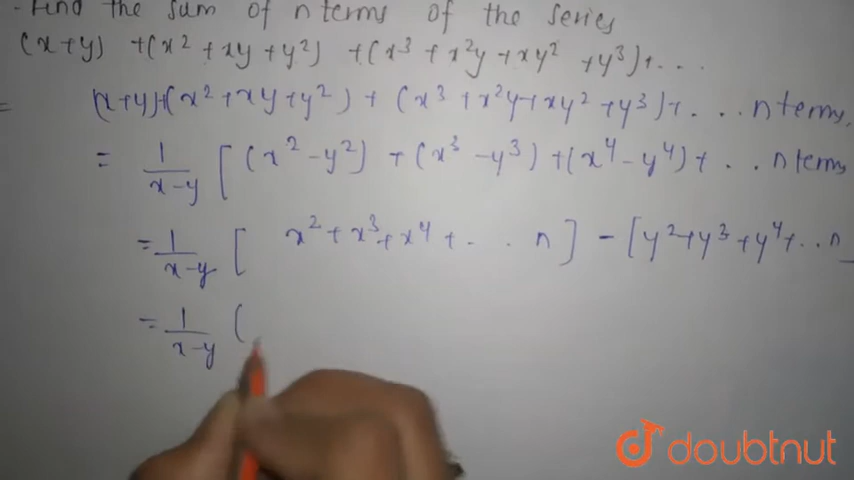 Find the sum of n terms of the series
(x+y) +(x² + xy + y²) +(x³ + x²y + xy² + y³)+ ...
= (x+y)+(x²+xy+y²) + (x³+x²y+xy²+y³)+ ... n terms.
= 1/(x-y) [(x²-y²) +(x³-y³)+(x⁴-y⁴)+ ... n terms
= 1/(x-y) [ x²+x³+x⁴+ ... n] - [y²+y³+y⁴+..n
= 1/(x-y) (
doubtnut